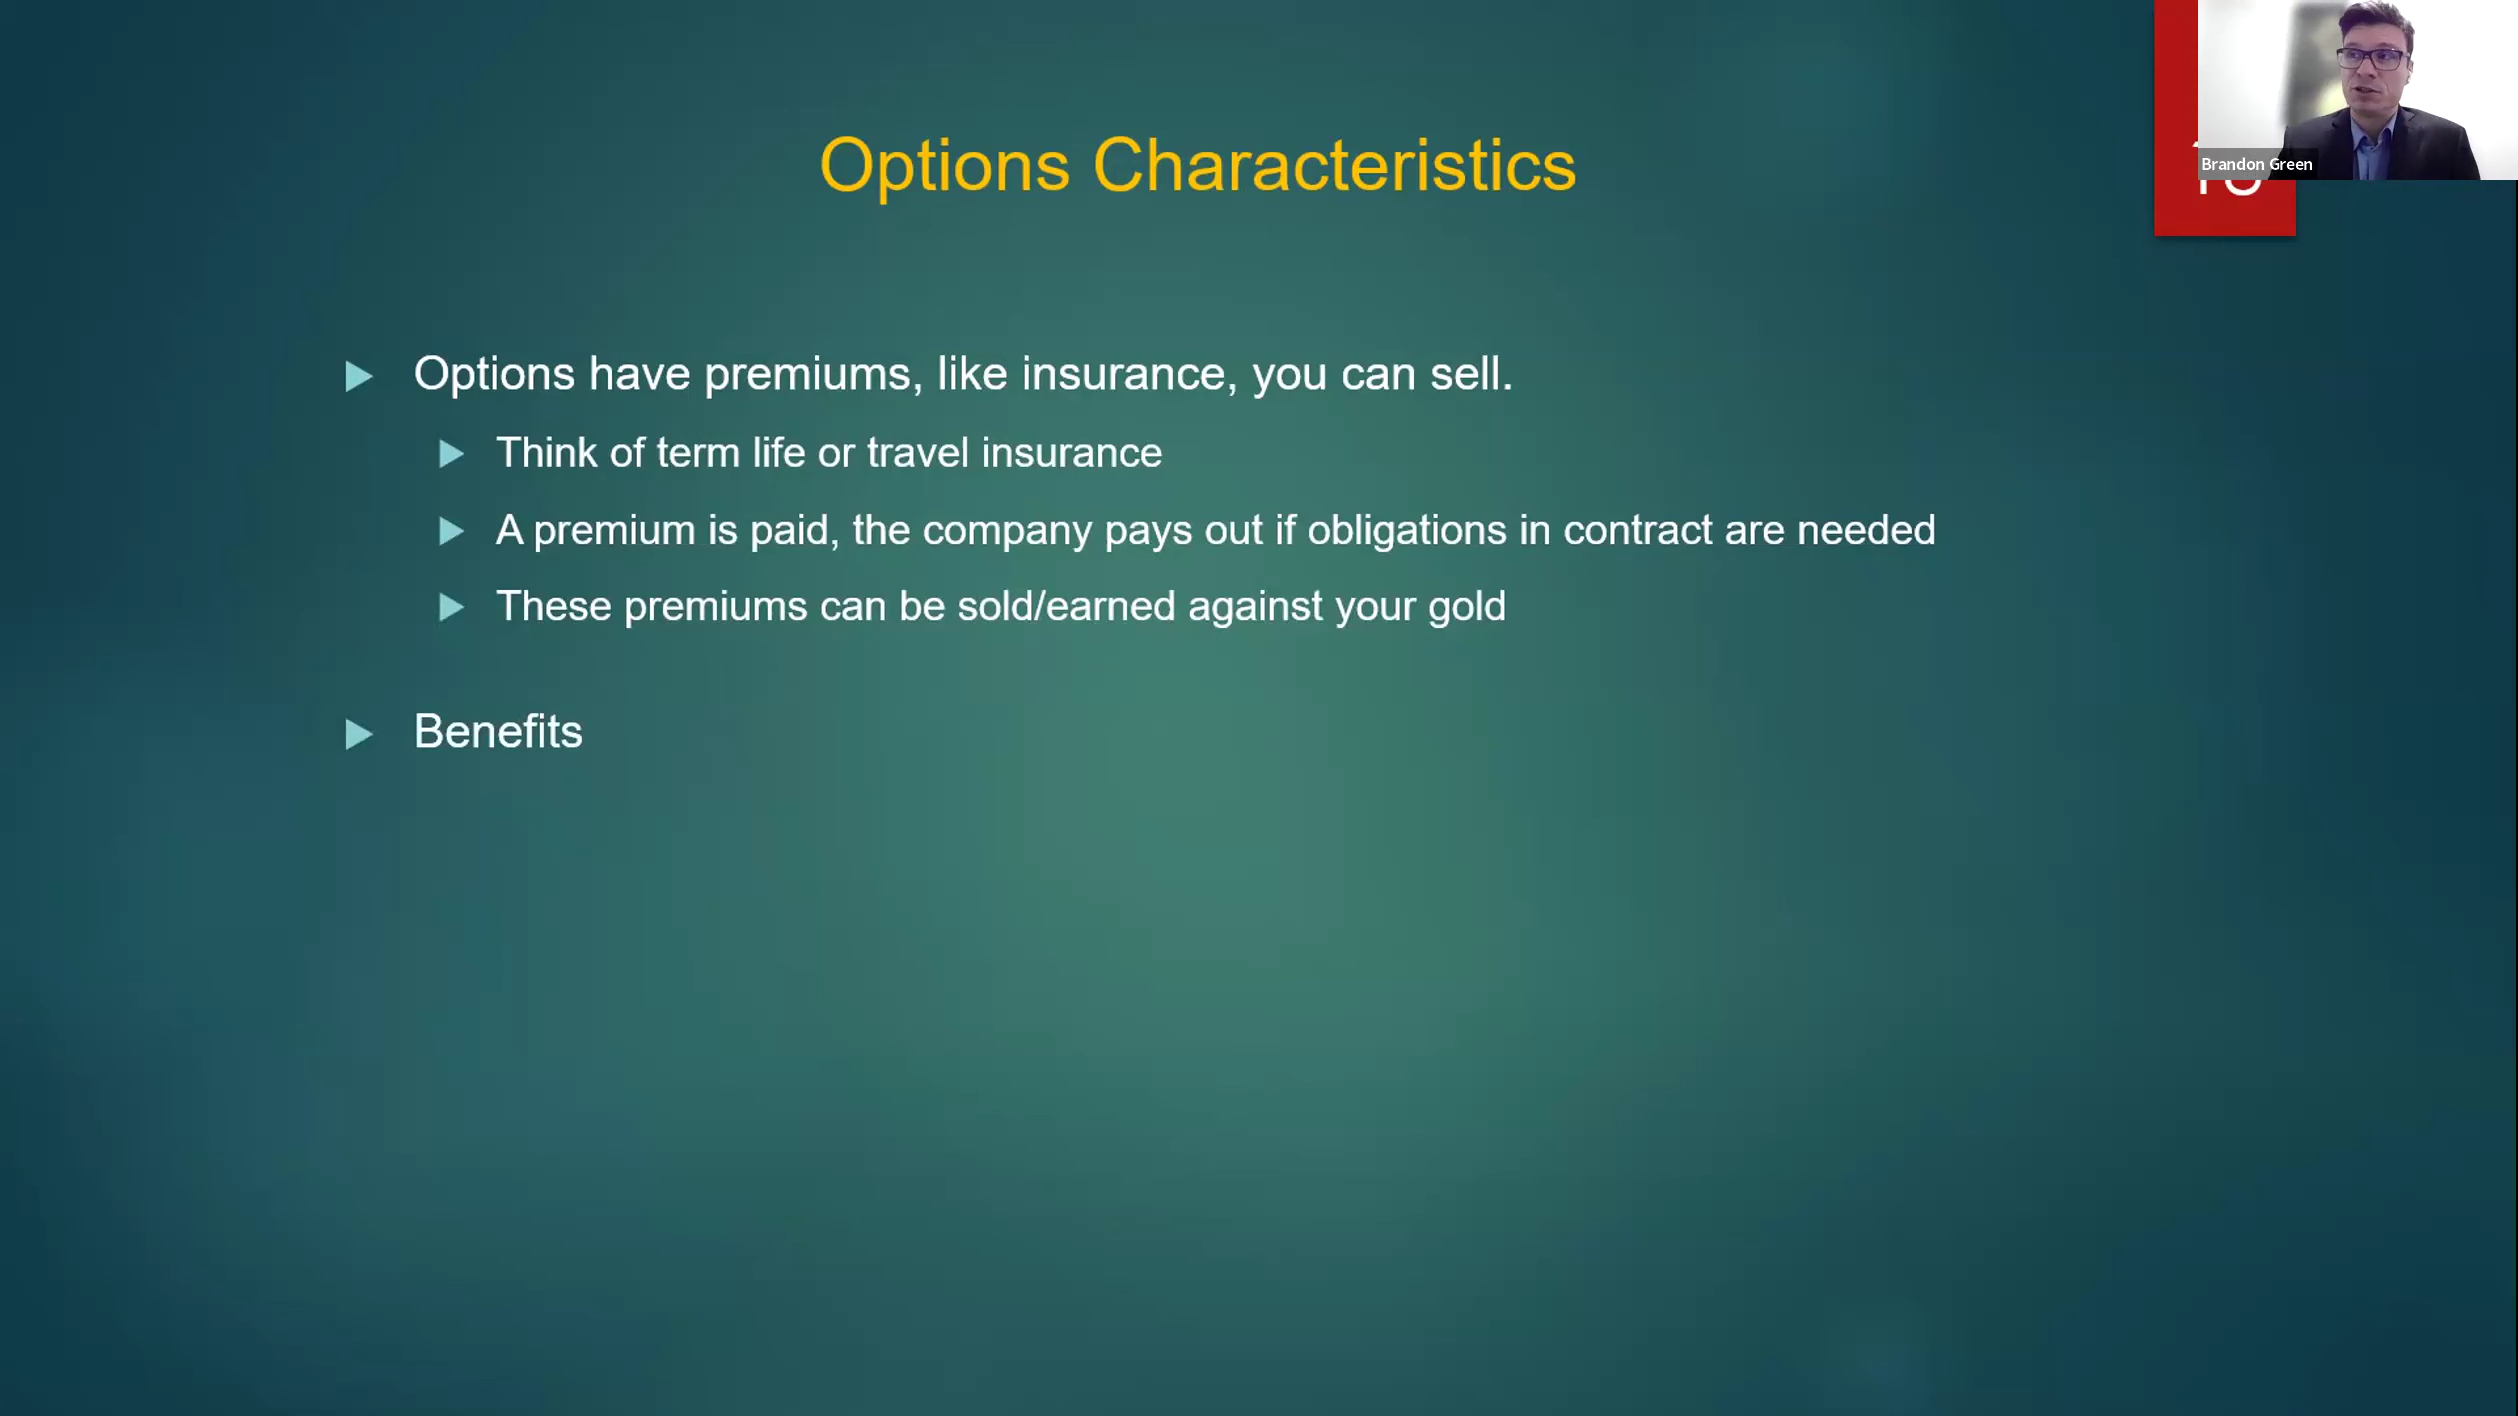 Options Characteristics
Brandon Green
Options have premiums, like insurance, you can sell.
Think of term life or travel insurance
A premium is paid, the company pays out if obligations in contract are needed
These premiums can be sold/earned against your gold
Benefits